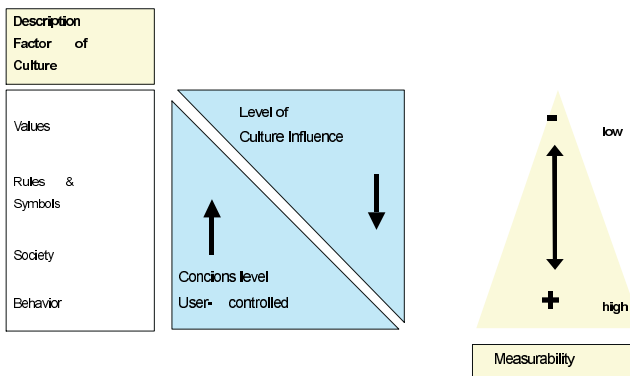 Description
Factor of
Culture
Values
Rules &
Symbols
Society
Behavior
Level of
Culture Influence
Concions level
User- controlled
-
low
+
high
Measurability